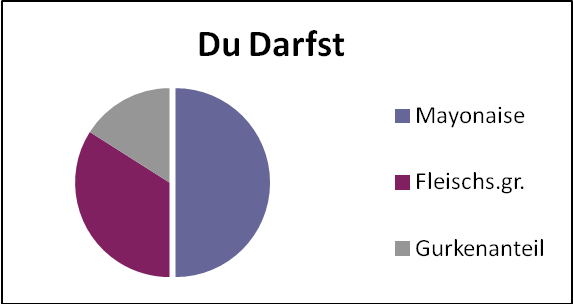 Du Darfst
Mayonaise
Fleischs.gr.
Gurkenanteil